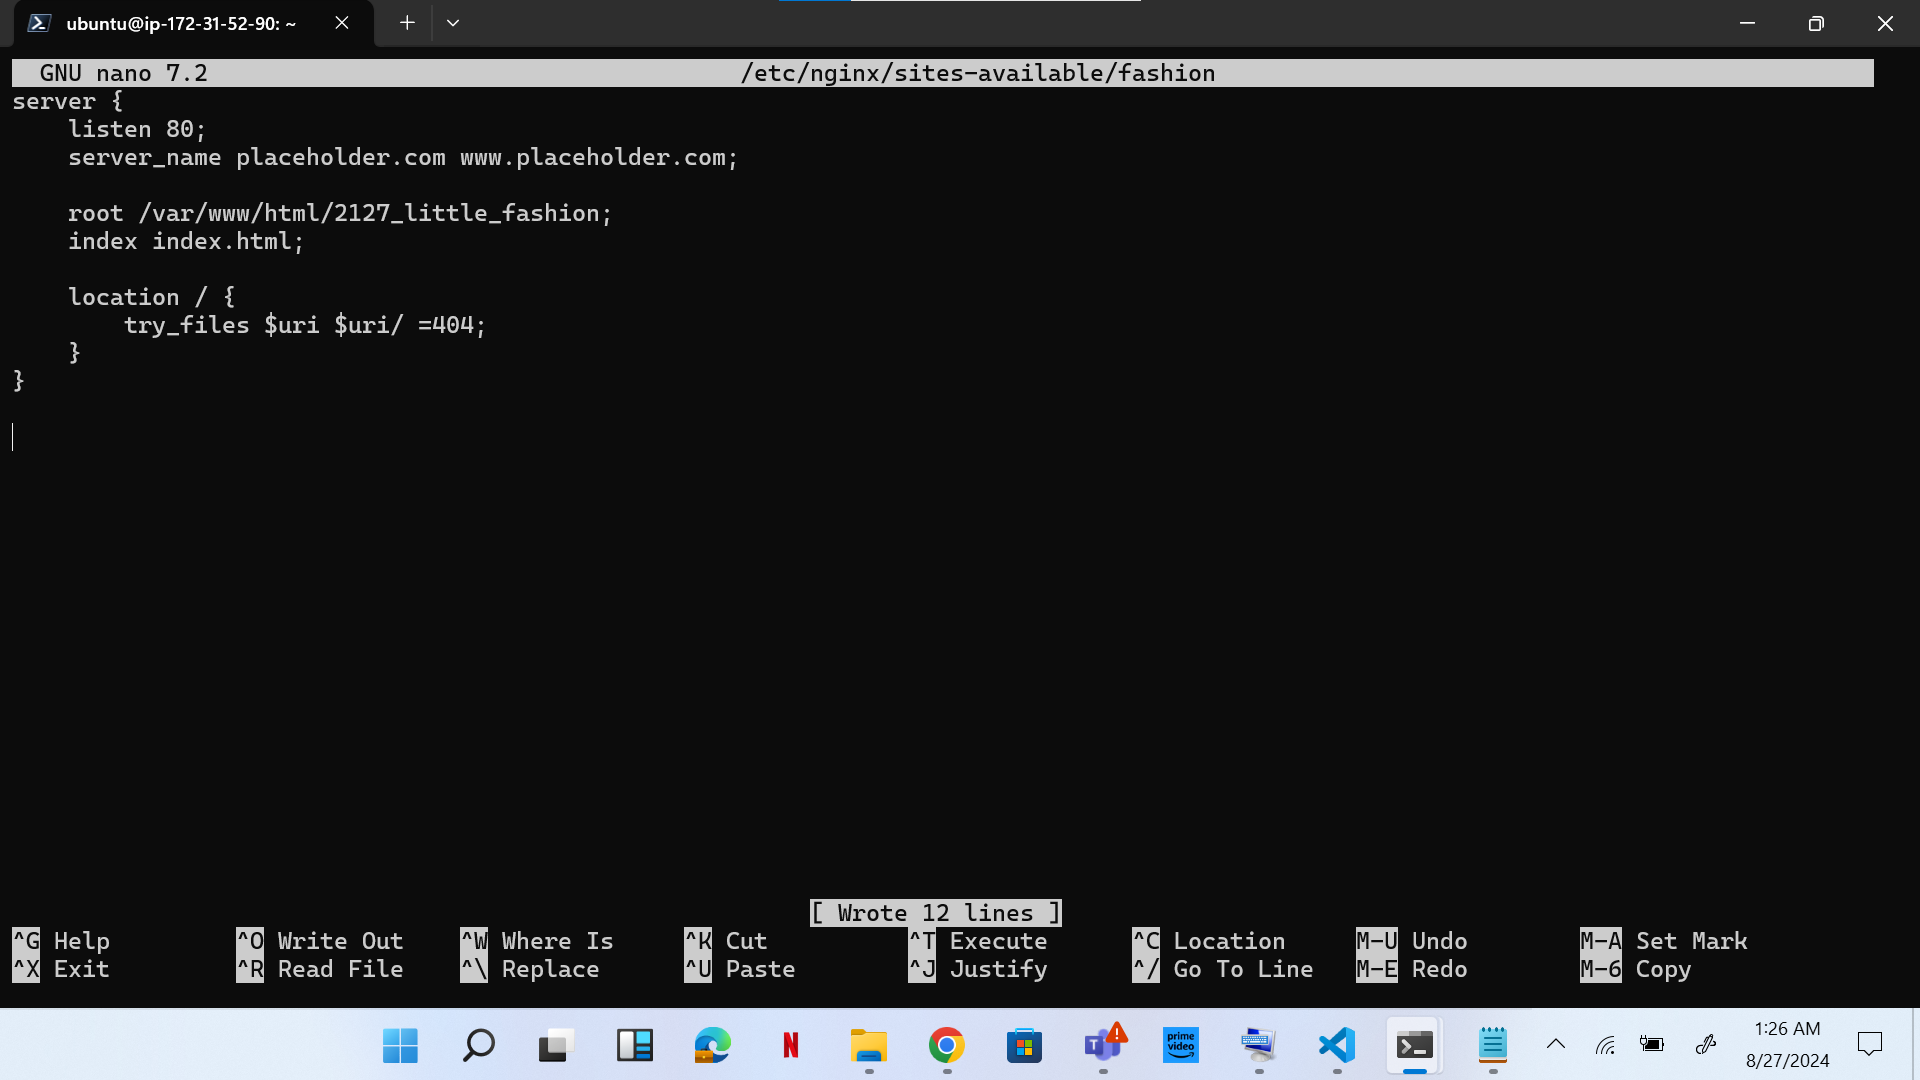 ubuntu@ip-172-31-52-90: ~
GNU nano 7.2 /etc/nginx/sites-available/fashion
server {
    listen 80;
    server_name placeholder.com www.placeholder.com;

    root /var/www/html/2127_little_fashion;
    index index.html;

    location / {
        try_files $uri $uri/ =404;
    }
}

[ Wrote 12 lines ]
^G Help ^O Write Out ^W Where Is ^K Cut ^T Execute ^C Location M-U Undo M-A Set Mark
^X Exit ^R Read File ^\ Replace ^U Paste ^J Justify ^/ Go To Line M-E Redo M-6 Copy
N
T
prime video
1:26 AM
8/27/2024